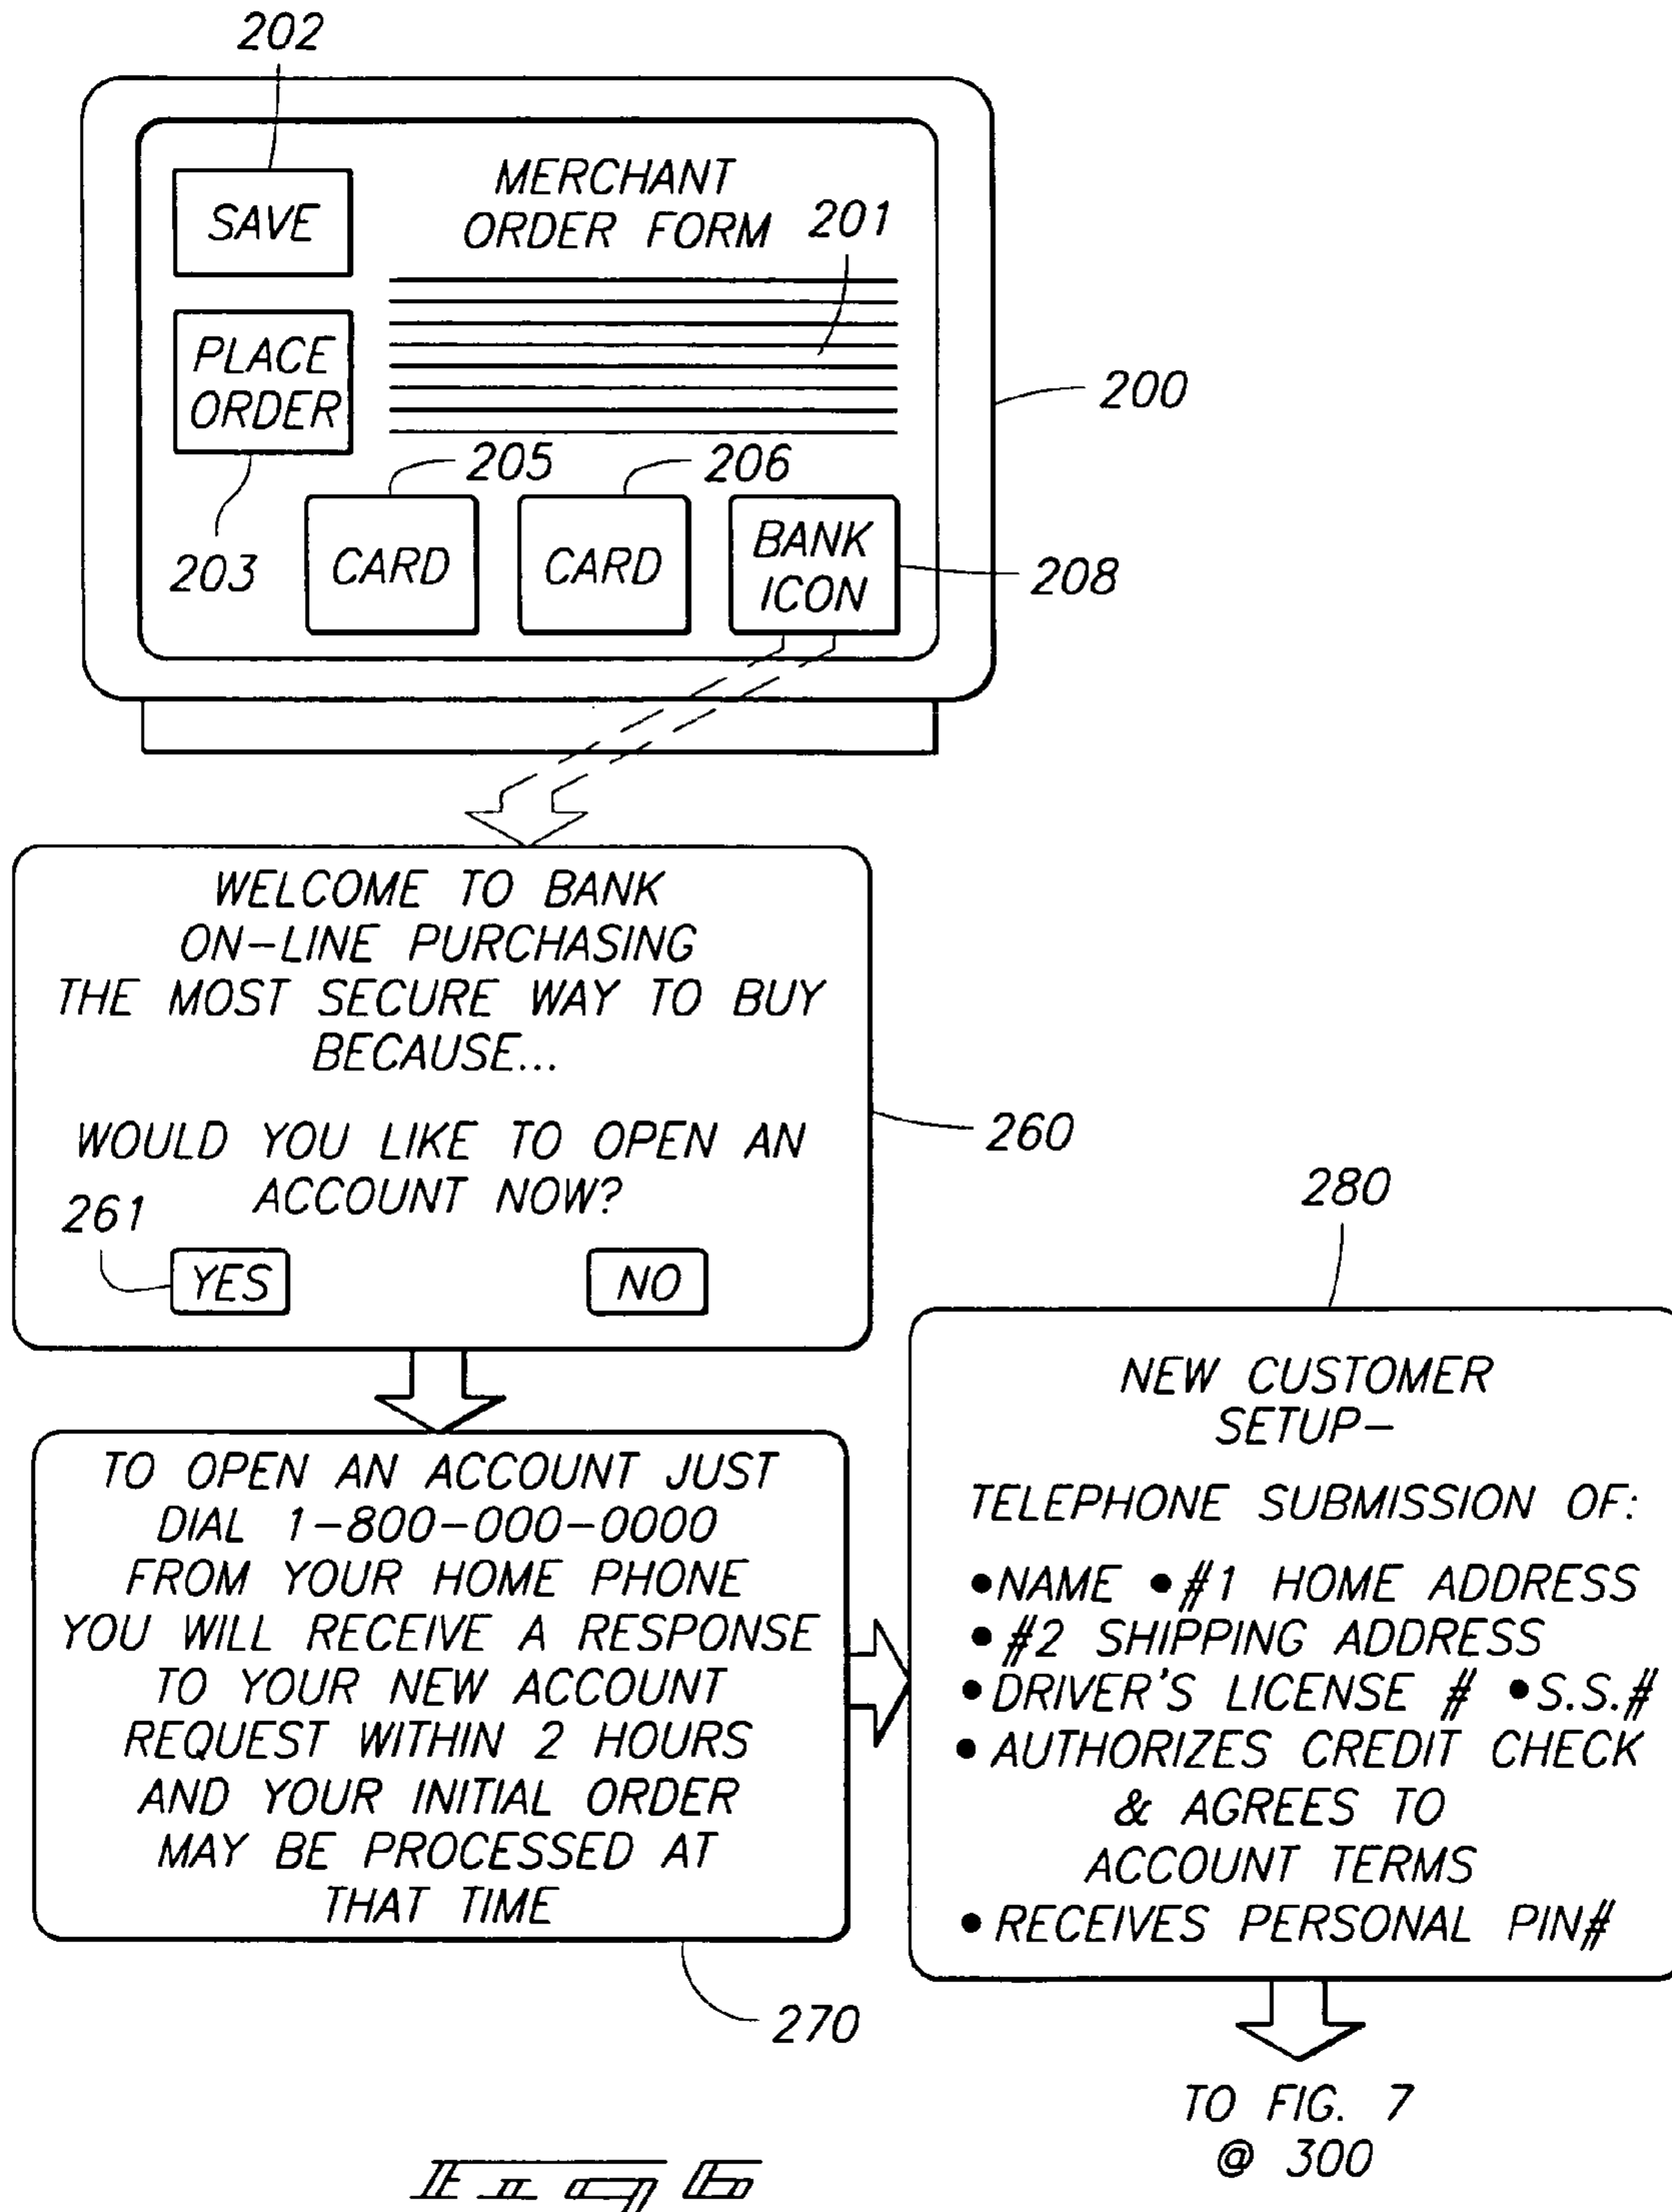 202
SAVE
MERCHANT
ORDER FORM
201
PLACE
ORDER
200
205
206
203
CARD
CARD
BANK
ICON
208
WELCOME TO BANK
ON-LINE PURCHASING
THE MOST SECURE WAY TO BUY
BECAUSE...
WOULD YOU LIKE TO OPEN AN
ACCOUNT NOW?
260
261
YES
NO
TO OPEN AN ACCOUNT JUST
DIAL 1-800-000-0000
FROM YOUR HOME PHONE
YOU WILL RECEIVE A RESPONSE
TO YOUR NEW ACCOUNT
REQUEST WITHIN 2 HOURS
AND YOUR INITIAL ORDER
MAY BE PROCESSED AT
THAT TIME
270
280
NEW CUSTOMER
SETUP-
TELEPHONE SUBMISSION OF:
•NAME •#1 HOME ADDRESS
•#2 SHIPPING ADDRESS
•DRIVER'S LICENSE # •S.S.#
•AUTHORIZES CREDIT CHECK
& AGREES TO
ACCOUNT TERMS
•RECEIVES PERSONAL PIN#
TO FIG. 7
@ 300
Fig 6